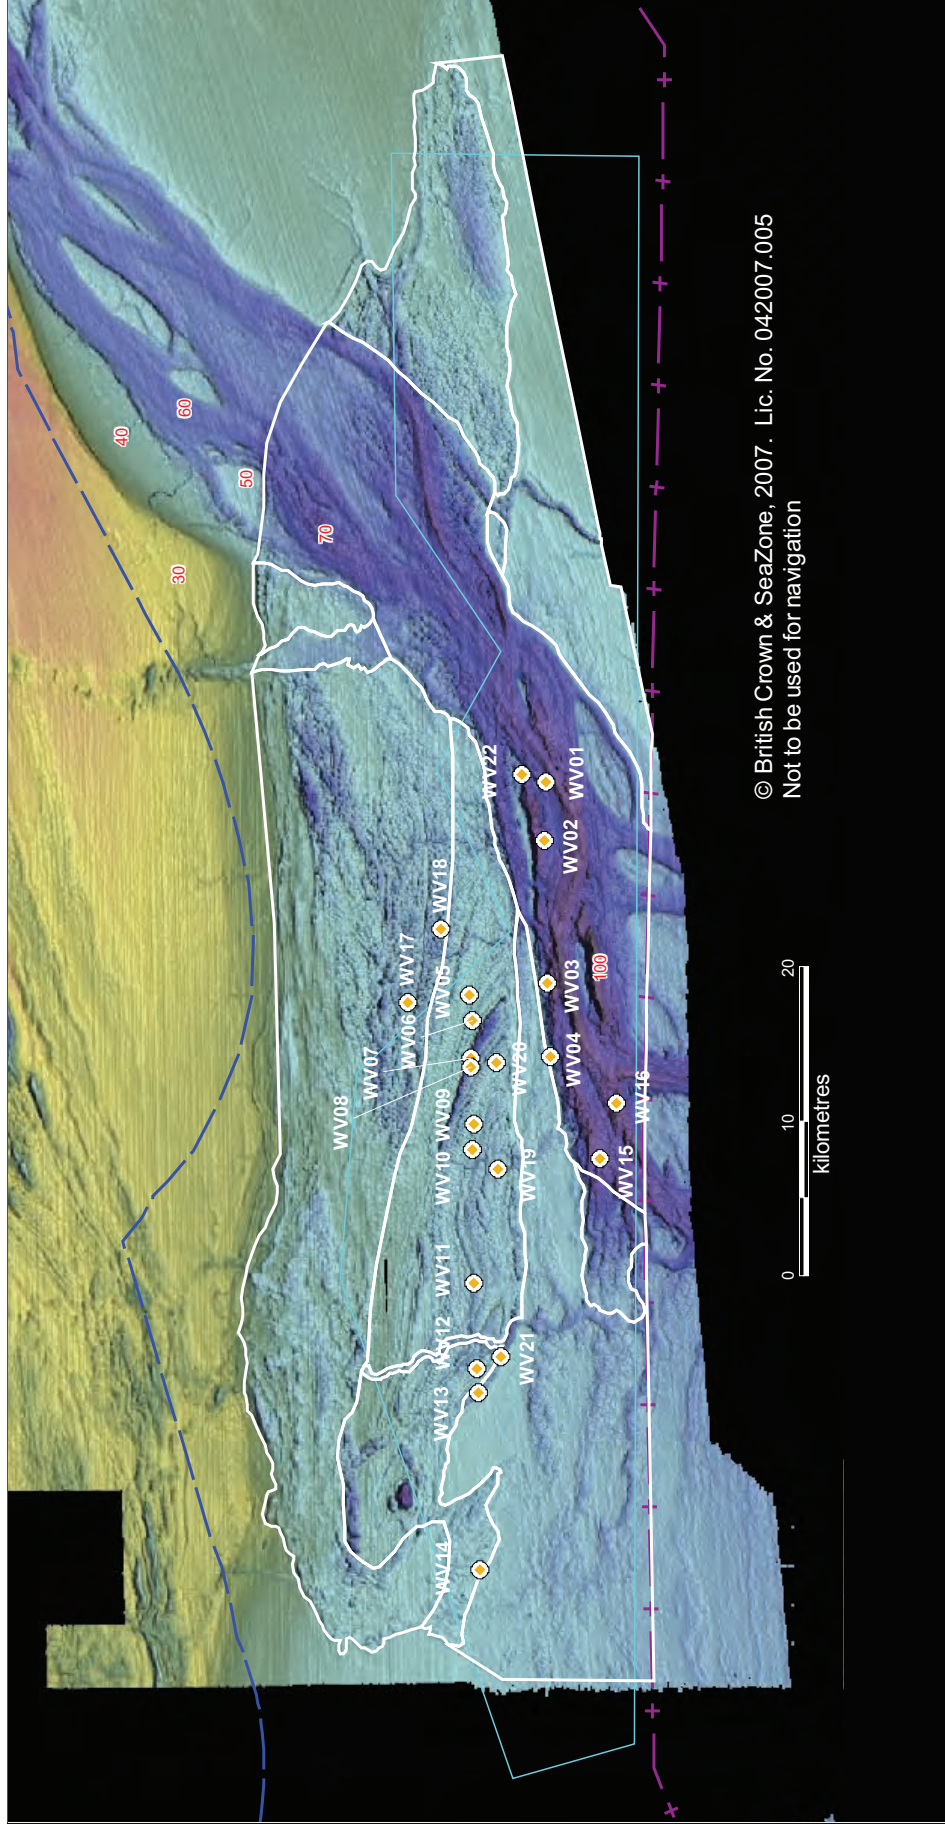 40
60
50
70
30
WV22
WV01
WV02
WV18
WV17
WV05
WV06
WV07
WV08
WV03
100
WV20
WV04
WV09
WV10
WV16
WV15
WV19
WV11
WV12
WV13
WV21
WV14
0
10
20
kilometres
© British Crown & SeaZone, 2007. Lic. No. 042007.005
Not to be used for navigation